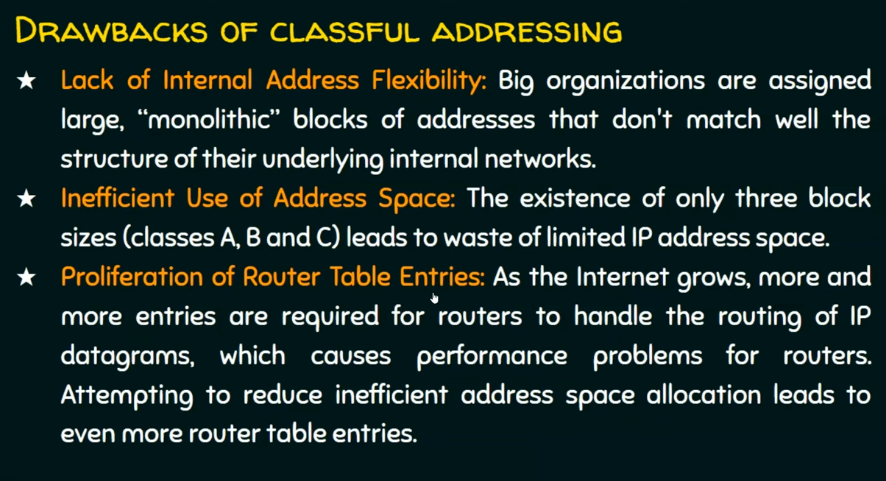 DRAWBACKS OF CLASSFUL ADDRESSING
★ Lack of Internal Address Flexibility: Big organizations are assigned
large, “monolithic” blocks of addresses that don't match well the
structure of their underlying internal networks.
★ Inefficient Use of Address Space: The existence of only three block
sizes (classes A, B and C) leads to waste of limited IP address space.
★ Proliferation of Router Table Entries: As the Internet grows, more and
more entries are required for routers to handle the routing of IP
datagrams, which causes performance problems for routers.
Attempting to reduce inefficient address space allocation leads to
even more router table entries.